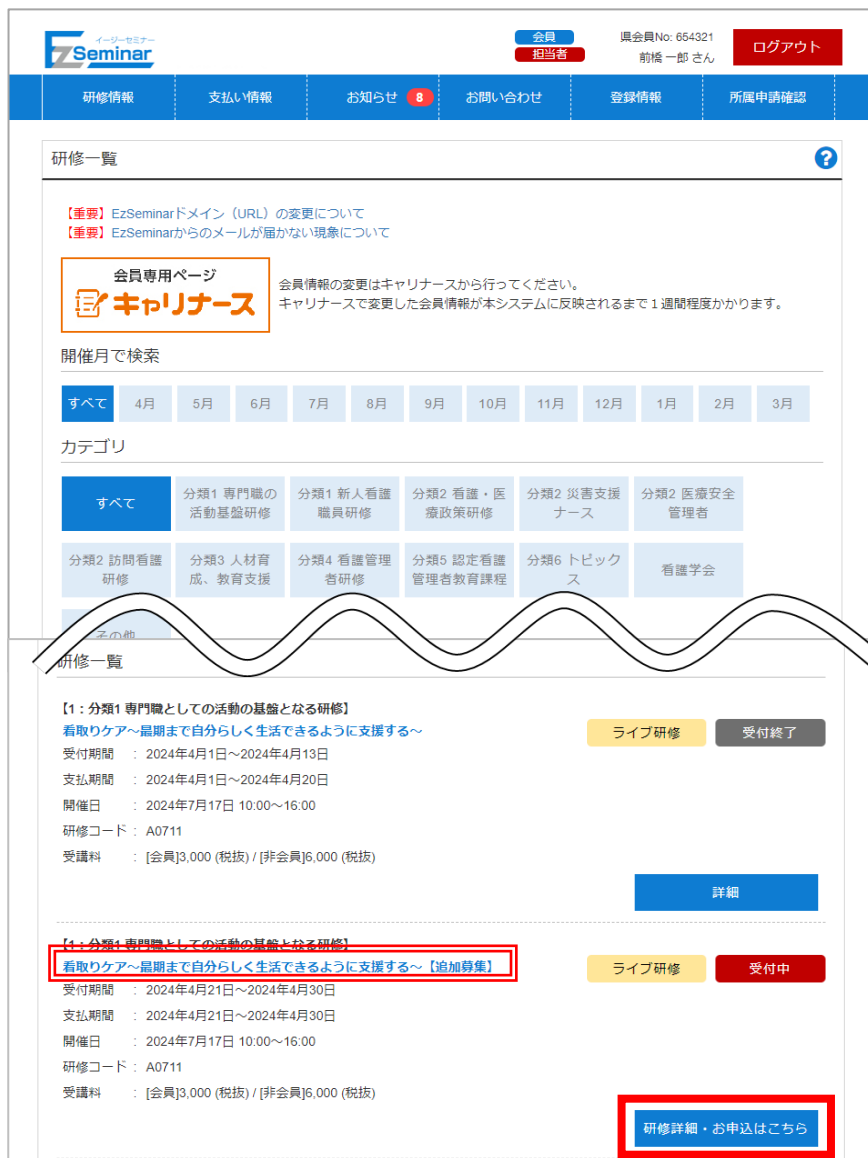 イージーセミナー
EzSeminar
会員
担当者
県会員No: 654321
前橋 一郎 さん
ログアウト
研修情報
支払い情報
お知らせ 8
お問い合わせ
登録情報
所属申請確認
研修一覧
?
【重要】EzSeminarドメイン（URL）の変更について
【重要】EzSeminarからのメールが届かない現象について
会員専用ページ
キャリナース
会員情報の変更はキャリナースから行ってください。
キャリナースで変更した会員情報が本システムに反映されるまで１週間程度かかります。
開催月で検索
すべて 4月 5月 6月 7月 8月 9月 10月 11月 12月 1月 2月 3月
カテゴリ
すべて
分類1 専門職の
活動基盤研修
分類1 新人看護
職員研修
分類2 看護・医
療政策研修
分類2 災害支援
ナース
分類2 医療安全
管理者
分類2 訪問看護
研修
分類3 人材育
成、教育支援
分類4 看護管理
者研修
分類5 認定看護
管理者教育課程
分類6 トピック
ス
看護学会
その他
研修一覧
【1：分類1 専門職としての活動の基盤となる研修】
看取りケア～最期まで自分らしく生活できるように支援する～
ライブ研修
受付終了
受付期間 : 2024年4月1日～2024年4月13日
支払期間 : 2024年4月1日～2024年4月20日
開催日 : 2024年7月17日 10:00～16:00
研修コード : A0711
受講料 : [会員]3,000 (税抜) / [非会員]6,000 (税抜)
詳細
【1：分類1 専門職としての活動の基盤となる研修】
看取りケア～最期まで自分らしく生活できるように支援する～【追加募集】
ライブ研修
受付中
受付期間 : 2024年4月21日～2024年4月30日
支払期間 : 2024年4月21日～2024年4月30日
開催日 : 2024年7月17日 10:00～16:00
研修コード : A0711
受講料 : [会員]3,000 (税抜) / [非会員]6,000 (税抜)
研修詳細・お申込はこちら